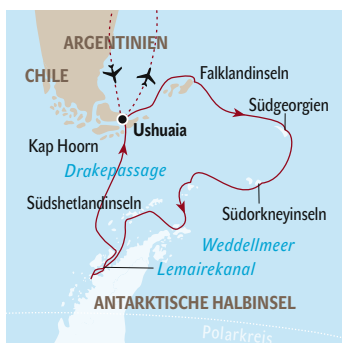 ARGENTINIEN
CHILE
Falklandinseln
Südgeorgien
Ushuaia
Kap Hoorn
Drakepassage
Südshetlandinseln
Südorkneyinseln
Weddellmeer
Lemairekanal
ANTARKTISCHE HALBINSEL
Polarkreis